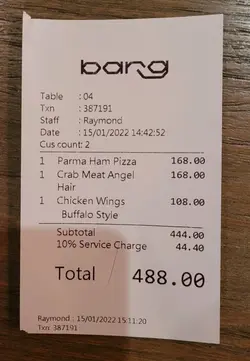 bang
Table : 04
Txn : 387191
Staff : Raymond
Date : 15/01/2022 14:42:52
Cus count: 2
1 Parma Ham Pizza 168.00
1 Crab Meat Angel 168.00
Hair
1 Chicken Wings 108.00
Buffalo Style
Subtotal 444.00
10% Service Charge 44.40
Total 488.00
Raymond : 15/01/2022 15:11:20
Txn: 387191